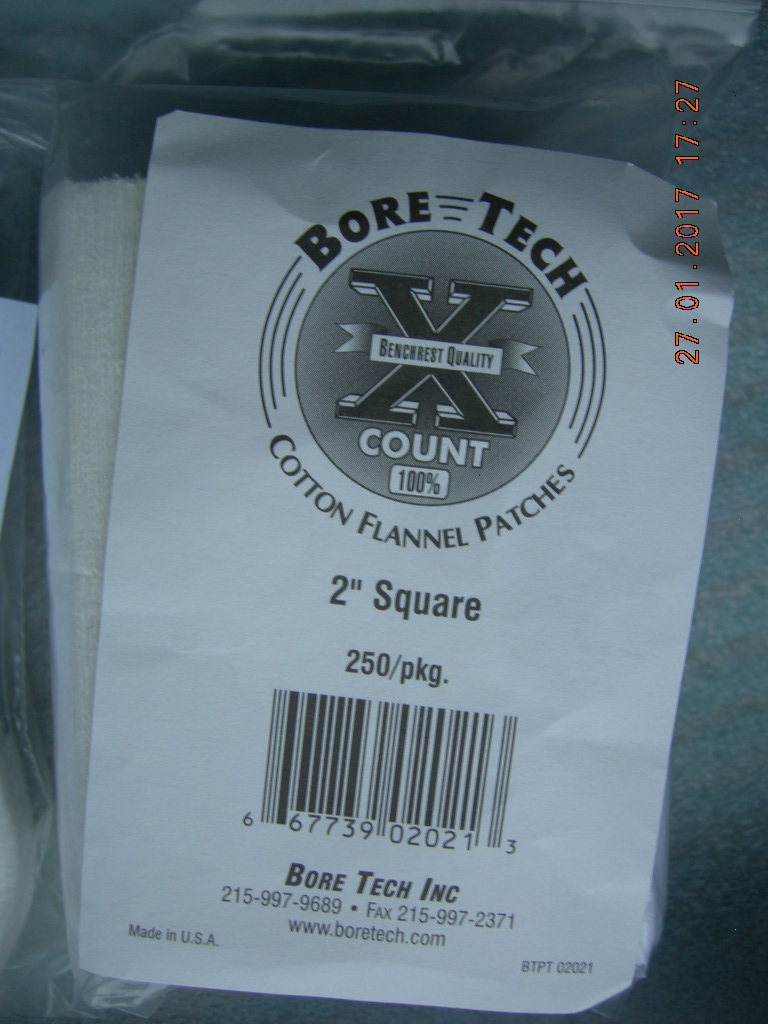 BORE TECH
X
BENCHREST QUALITY
COUNT
100%
COTTON FLANNEL PATCHES
2" Square
250/pkg.
6 67739 02021 3
BORE TECH INC
215-997-9689 • FAX 215-997-2371
www.boretech.com
Made in U.S.A.
BTPT 02021
27.01.2017 17:27